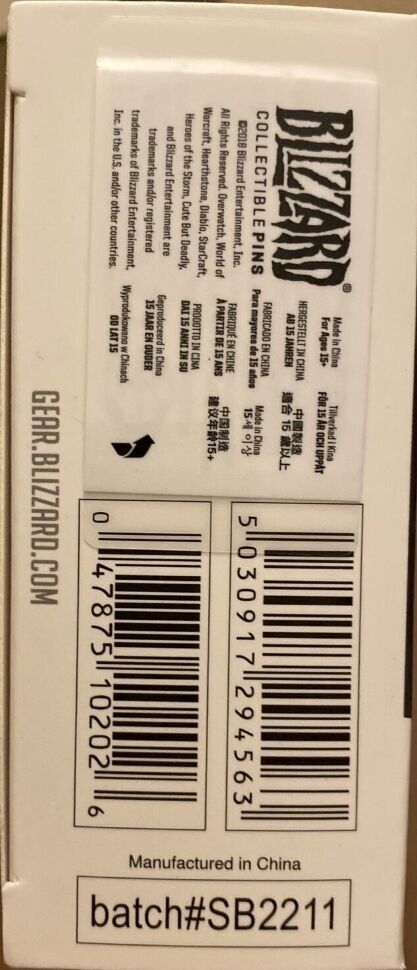 BLIZZARD®
COLLECTIBLE PINS
©2018 Blizzard Entertainment, Inc.
All Rights Reserved. Overwatch, World of
Warcraft, Hearthstone, Diablo, StarCraft,
Heroes of the Storm, Cute But Deadly,
and Blizzard Entertainment are
trademarks and/or registered
trademarks of Blizzard Entertainment,
Inc. in the U.S. and/or other countries.
Made in China
For Ages 15+
HERGESTELLT IN CHINA
AB 15 JAHREN
FABRICADO EN CHINA
Para mayores de 15 años
FABRIQUÉ EN CHINE
À PARTIR DE 15 ANS
PRODOTTO IN CINA
DAI 15 ANNI IN SU
Geproduceerd in China
15 JAAR EN OUDER
Wyprodukowano w Chinach
OD LAT 15
Tillverkad i Kina
FÖR 15 ÅR OCH UPPÅT
中國製造
適合 15 歲以上
Made in China
15세 이상
中国制造
建议年龄15+
GEAR.BLIZZARD.COM
5 030917 294563
0 47875 10202 6
Manufactured in China
batch#SB2211